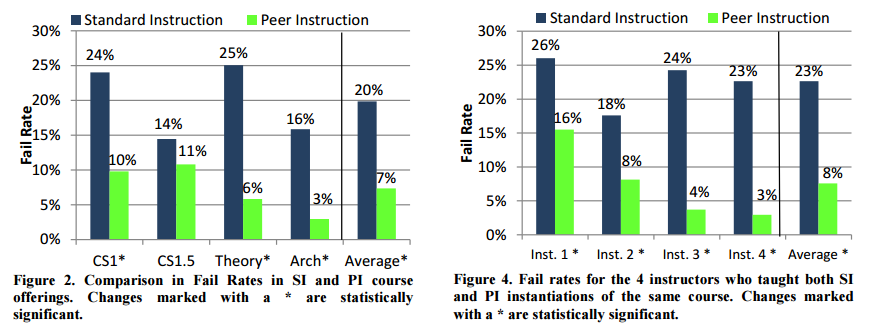 Standard Instruction Peer Instruction
30%
25%
20%
15%
10%
5%
0%
Fail Rate
24%
10%
14%
11%
25%
6%
16%
3%
20%
7%
CS1* CS1.5 Theory* Arch* Average*
Figure 2. Comparison in Fail Rates in SI and PI course
offerings. Changes marked with a * are statistically
significant.
Standard Instruction Peer Instruction
30%
25%
20%
15%
10%
5%
0%
Fail Rate
26%
16%
18%
8%
24%
4%
23%
3%
23%
8%
Inst. 1 * Inst. 2 * Inst. 3 * Inst. 4 * Average *
Figure 4. Fail rates for the 4 instructors who taught both SI
and PI instantiations of the same course. Changes marked
with a * are statistically significant.